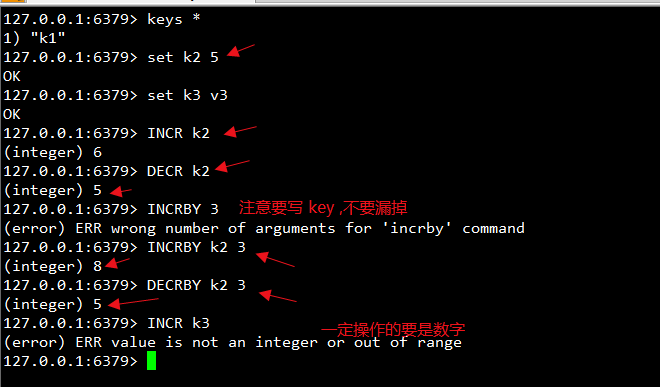 127.0.0.1:6379> keys *
1) "k1"
127.0.0.1:6379> set k2 5
OK
127.0.0.1:6379> set k3 v3
OK
127.0.0.1:6379> INCR k2
(integer) 6
127.0.0.1:6379> DECR k2
(integer) 5
127.0.0.1:6379> INCRBY 3 注意要写 key ,不要漏掉
(error) ERR wrong number of arguments for 'incrby' command
127.0.0.1:6379> INCRBY k2 3
(integer) 8
127.0.0.1:6379> DECRBY k2 3
(integer) 5
127.0.0.1:6379> INCR k3 一定操作的要是数字
(error) ERR value is not an integer or out of range
127.0.0.1:6379>